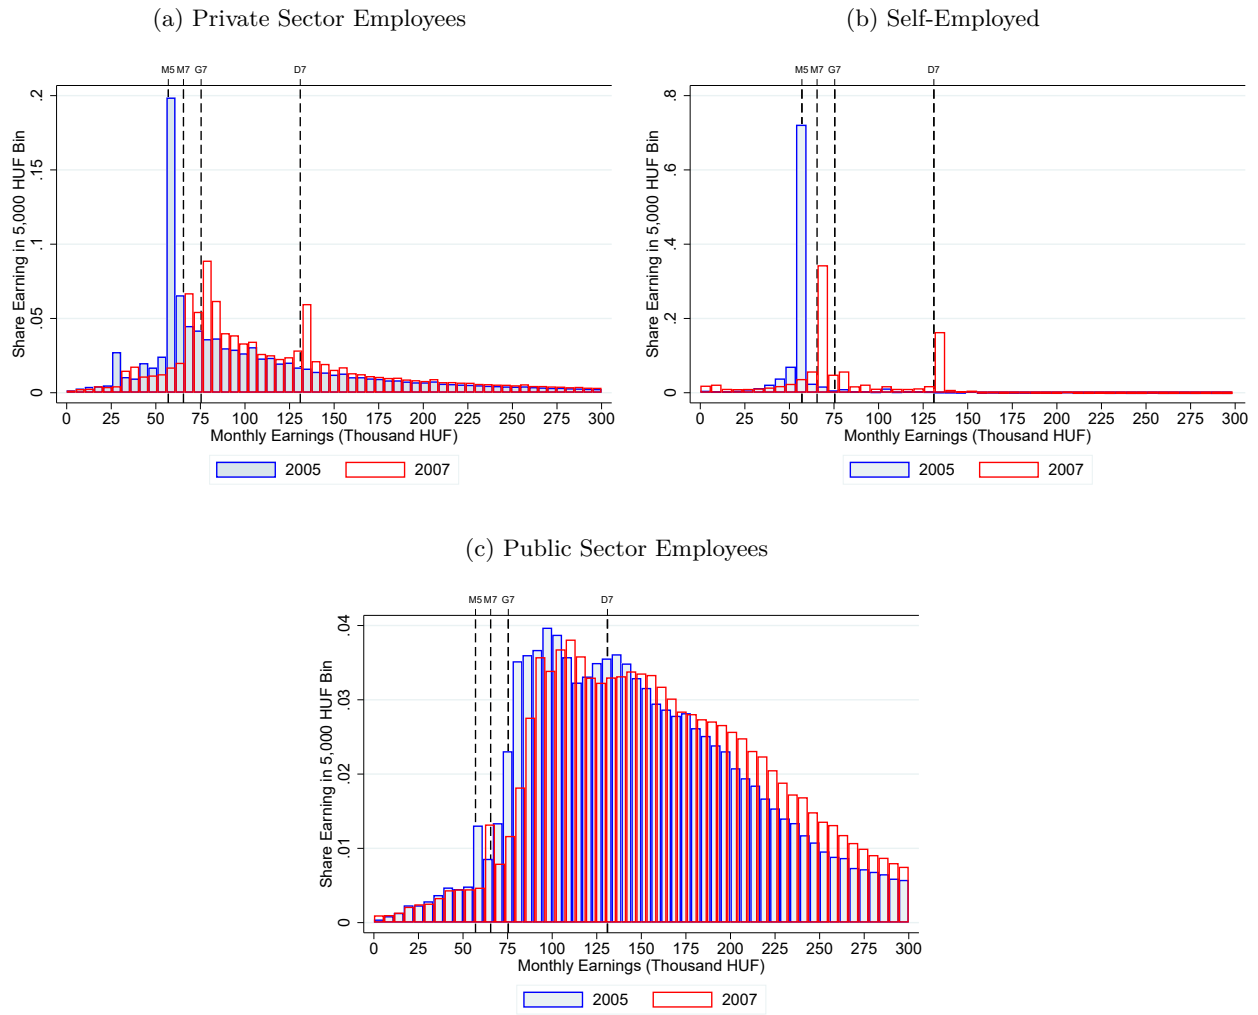 (a) Private Sector Employees
M5 M7 G7 D7
Share Earning in 5,000 HUF Bin
0 .05 .1 .15 .2
0 25 50 75 100 125 150 175 200 225 250 275 300
Monthly Earnings (Thousand HUF)
2005 2007
(b) Self-Employed
M5 M7 G7 D7
Share Earning in 5,000 HUF Bin
0 .2 .4 .6 .8
0 25 50 75 100 125 150 175 200 225 250 275 300
Monthly Earnings (Thousand HUF)
2005 2007
(c) Public Sector Employees
M5 M7 G7 D7
Share Earning in 5,000 HUF Bin
0 .01 .02 .03 .04
0 25 50 75 100 125 150 175 200 225 250 275 300
Monthly Earnings (Thousand HUF)
2005 2007